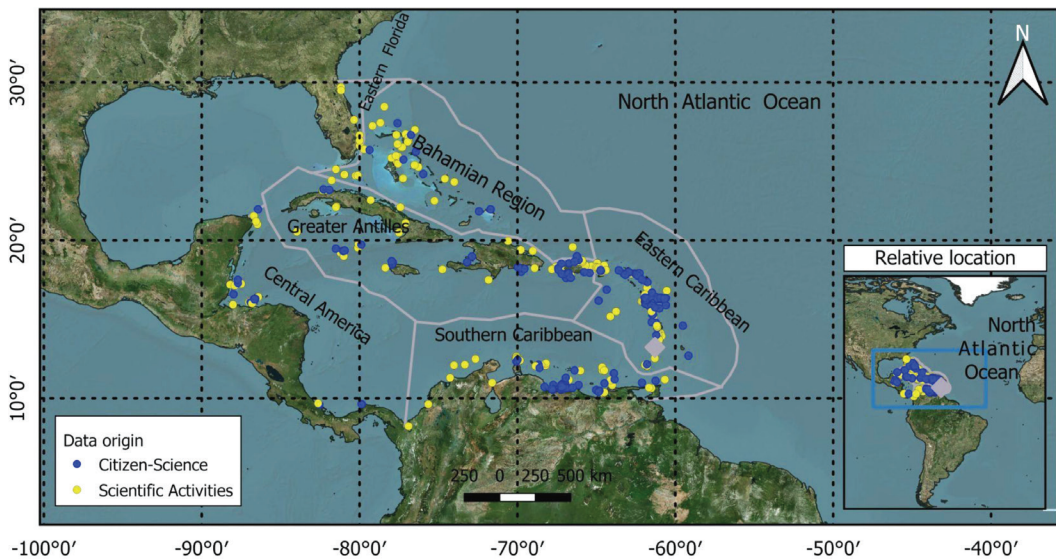 N
30°0'
20°0'
10°0'
Eastern Florida
North Atlantic Ocean
Bahamian Region
Greater Antilles
Eastern Caribbean
Central America
Southern Caribbean
Relative location
North
Atlantic
Ocean
Data origin
Citizen-Science
Scientific Activities
250 0 250 500 km
-100°0' -90°0' -80°0' -70°0' -60°0' -50°0' -40°0'